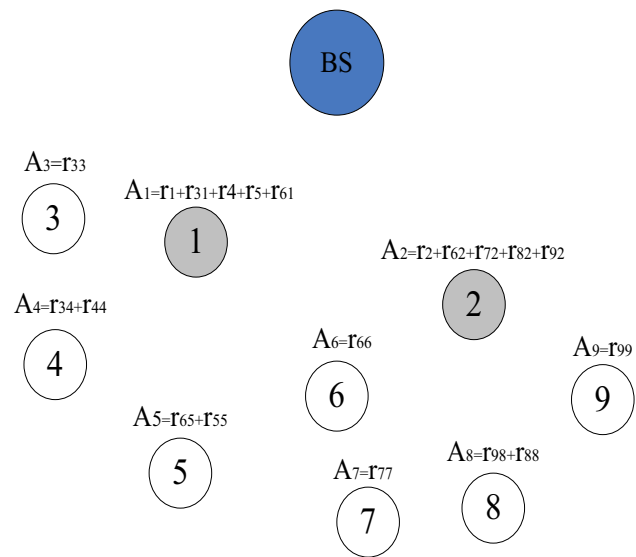 BS
A3=r33
3
A1=r1+r31+r4+r5+r61
1
A2=r2+r62+r72+r82+r92
2
A4=r34+r44
4
A6=r66
6
A9=r99
9
A5=r65+r55
5
A7=r77
7
A8=r98+r88
8